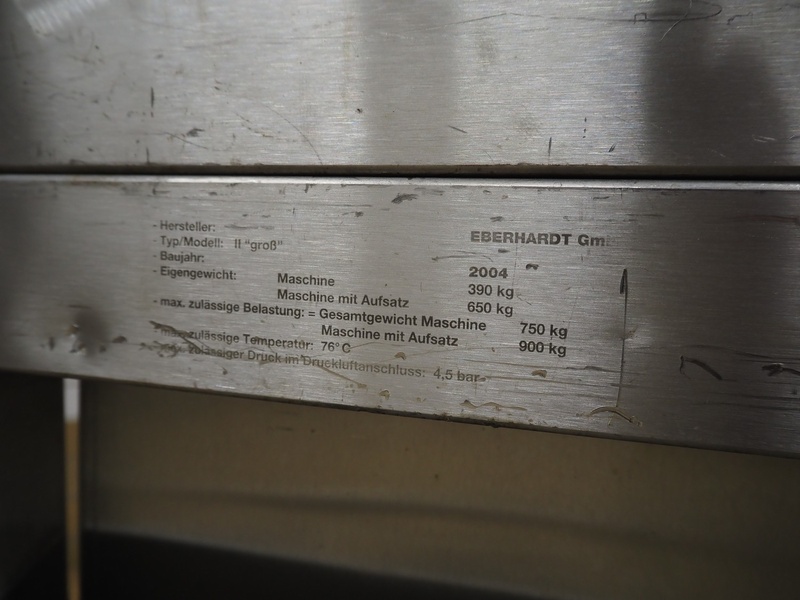 - Hersteller: EBERHARDT Gm
- Typ/Modell: II "groß"
- Baujahr: 2004
- Eigengewicht: Maschine 390 kg
Maschine mit Aufsatz 650 kg
- max. zulässige Belastung: = Gesamtgewicht Maschine 750 kg
Maschine mit Aufsatz 900 kg
- max. zulässige Temperatur: 76° C
zulässiger Druck im Druckluftanschluss: 4,5 bar